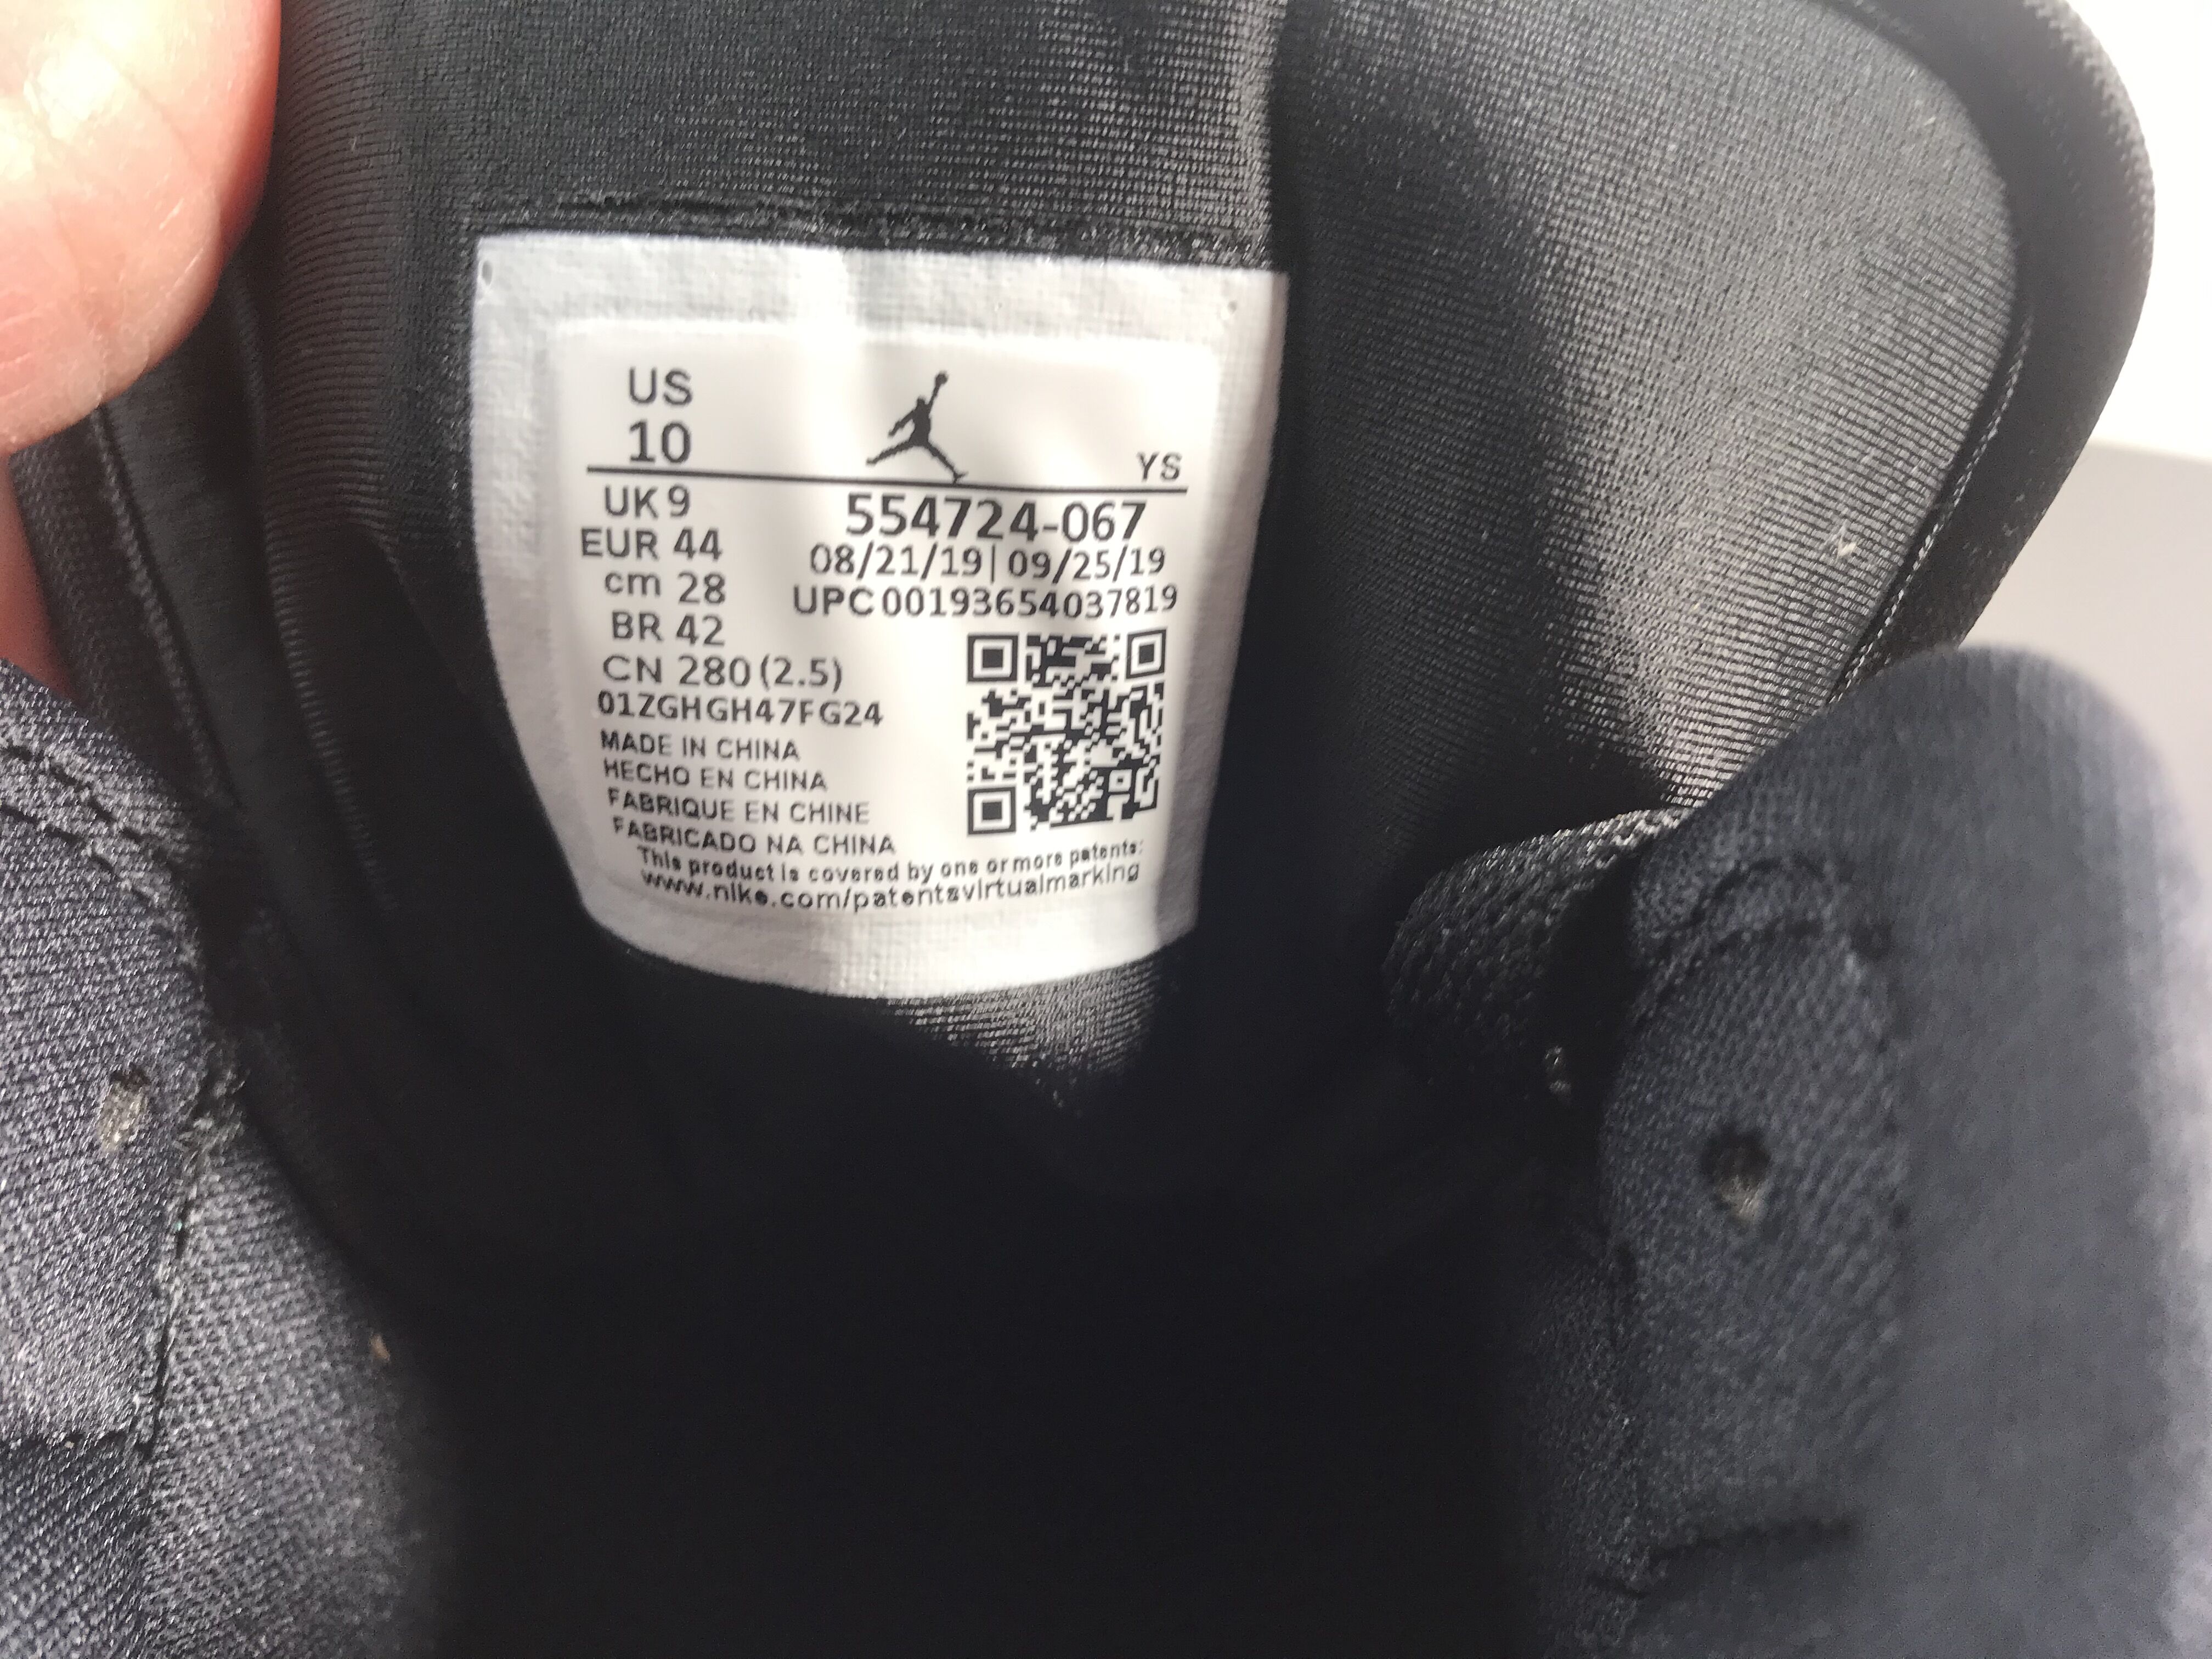 US
10
YS
UK 9
EUR 44
cm 28
BR 42
CN 280 (2.5)
554724-067
08/21/19| 09/25/19
UPC00193654037819
01ZGHGH47FG24
MADE IN CHINA
HECHO EN CHINA
FABRIQUE EN CHINE
FABRICADO NA CHINA
This product is covered by one or more patents:
www.nike.com/patentsvirtualmarking